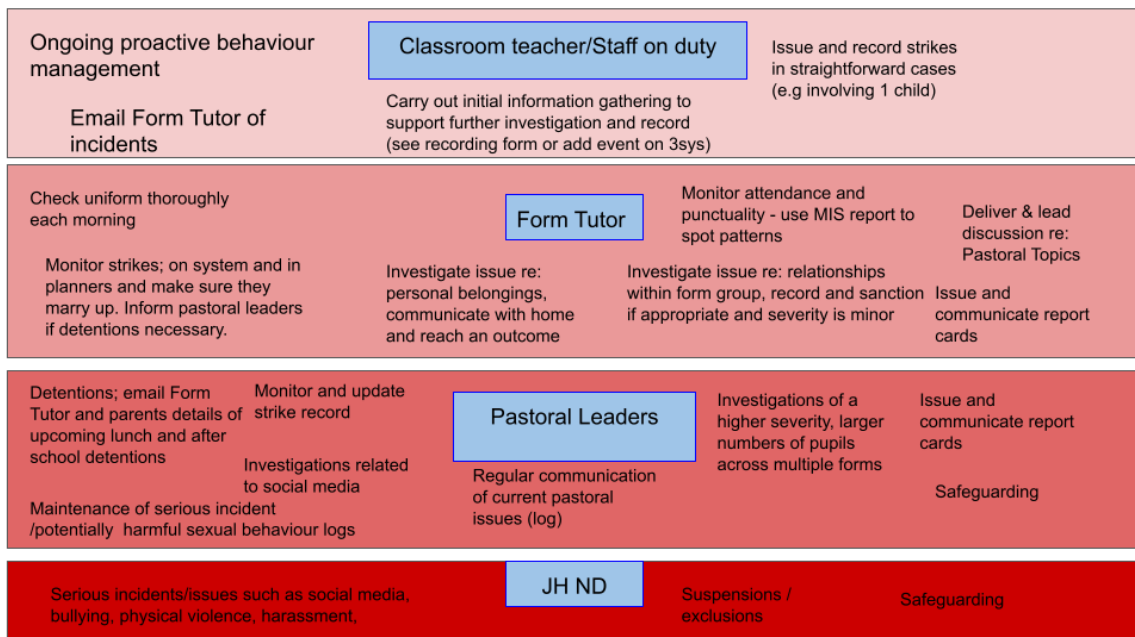 Ongoing proactive behaviour
management
Email Form Tutor of
incidents
Classroom teacher/Staff on duty
Carry out initial information gathering to
support further investigation and record
(see recording form or add event on 3sys)
Issue and record strikes
in straightforward cases
(e.g involving 1 child)
Check uniform thoroughly
each morning
Monitor strikes; on system and in
planners and make sure they
marry up. Inform pastoral leaders
if detentions necessary.
Form Tutor
Investigate issue re:
personal belongings,
communicate with home
and reach an outcome
Monitor attendance and
punctuality - use MIS report to
spot patterns
Investigate issue re: relationships
within form group, record and sanction
if appropriate and severity is minor
Deliver & lead
discussion re:
Pastoral Topics
Issue and
communicate report
cards
Detentions; email Form
Tutor and parents details of
upcoming lunch and after
school detentions
Monitor and update
strike record
Investigations related
to social media
Maintenance of serious incident
/potentially  harmful sexual behaviour logs
Pastoral Leaders
Regular communication
of current pastoral
issues (log)
Investigations of a
higher severity, larger
numbers of pupils
across multiple forms
Issue and
communicate report
cards
Safeguarding
Serious incidents/issues such as social media,
bullying, physical violence, harassment,
JH ND
Suspensions /
exclusions
Safeguarding